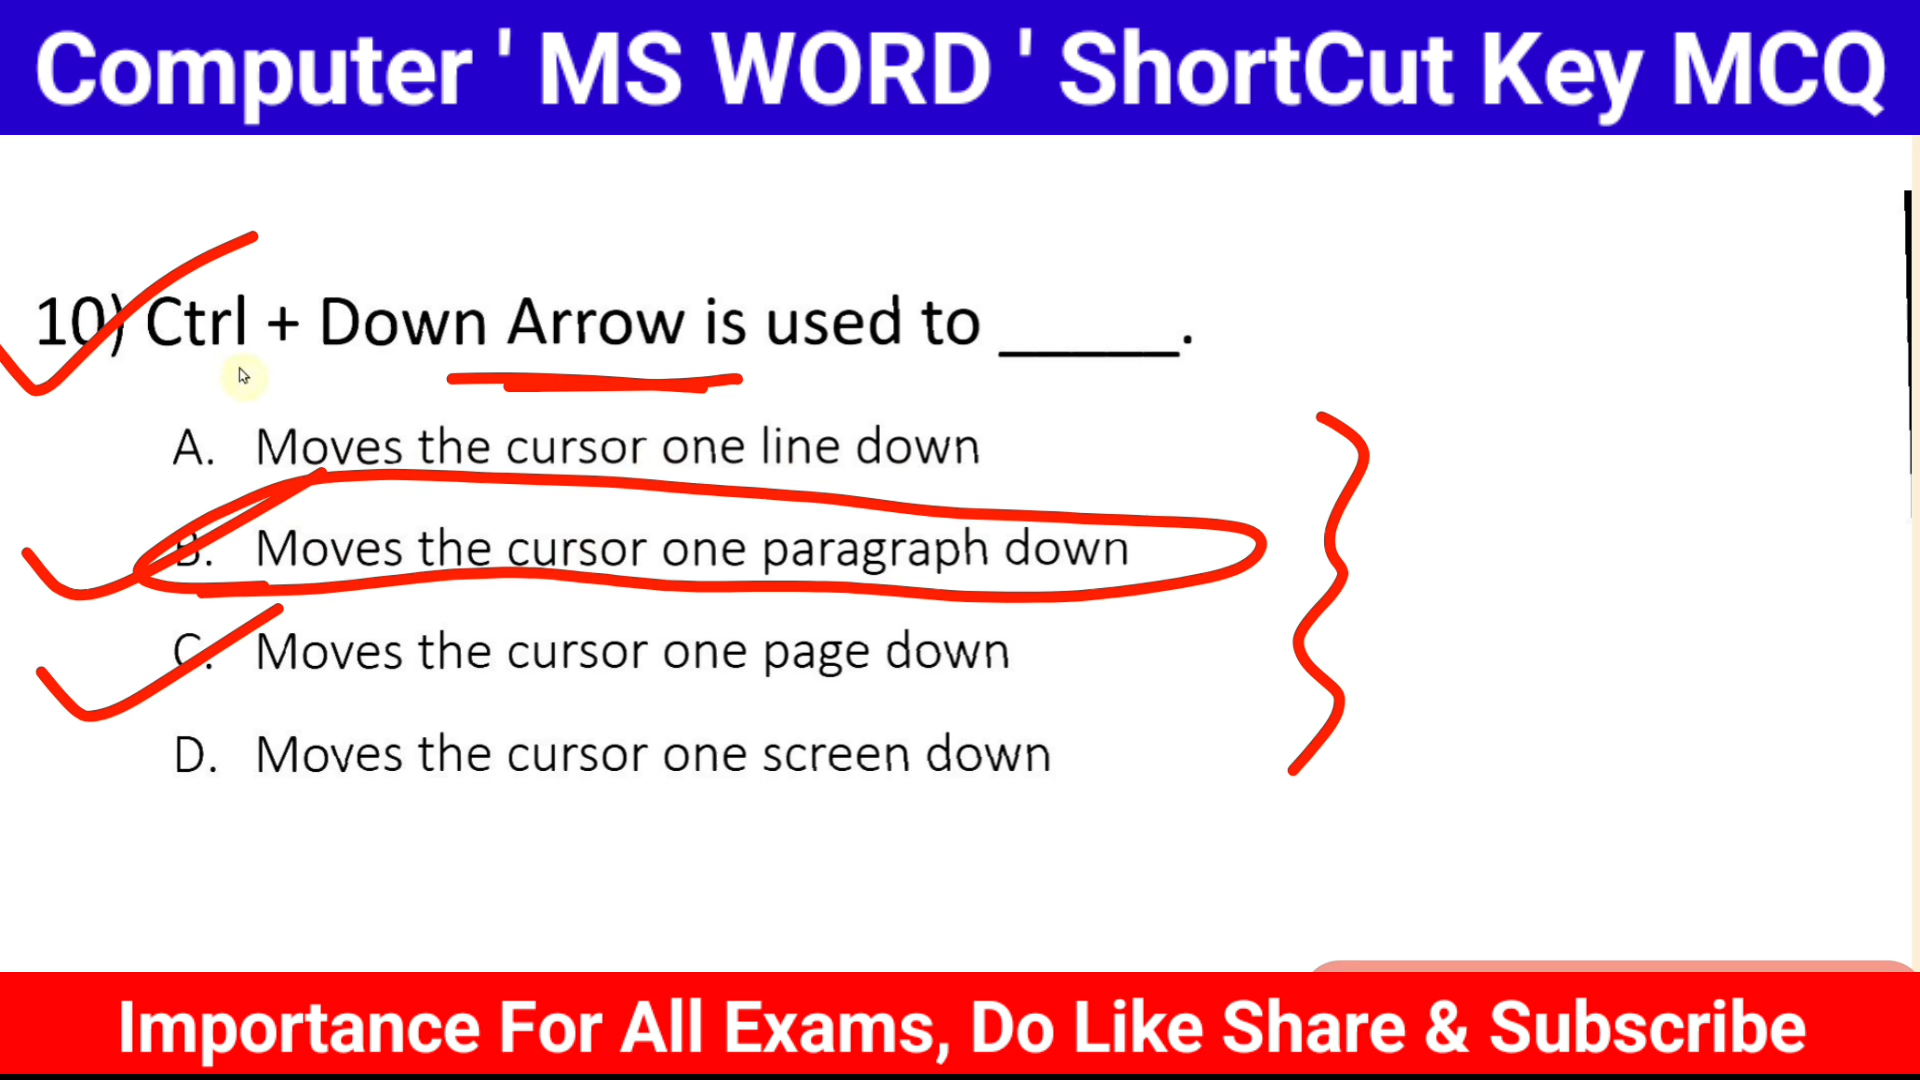 Computer ' MS WORD ' ShortCut Key MCQ
10) Ctrl + Down Arrow is used to _____.
A. Moves the cursor one line down
B. Moves the cursor one paragraph down
C. Moves the cursor one page down
D. Moves the cursor one screen down
Importance For All Exams, Do Like Share & Subscribe